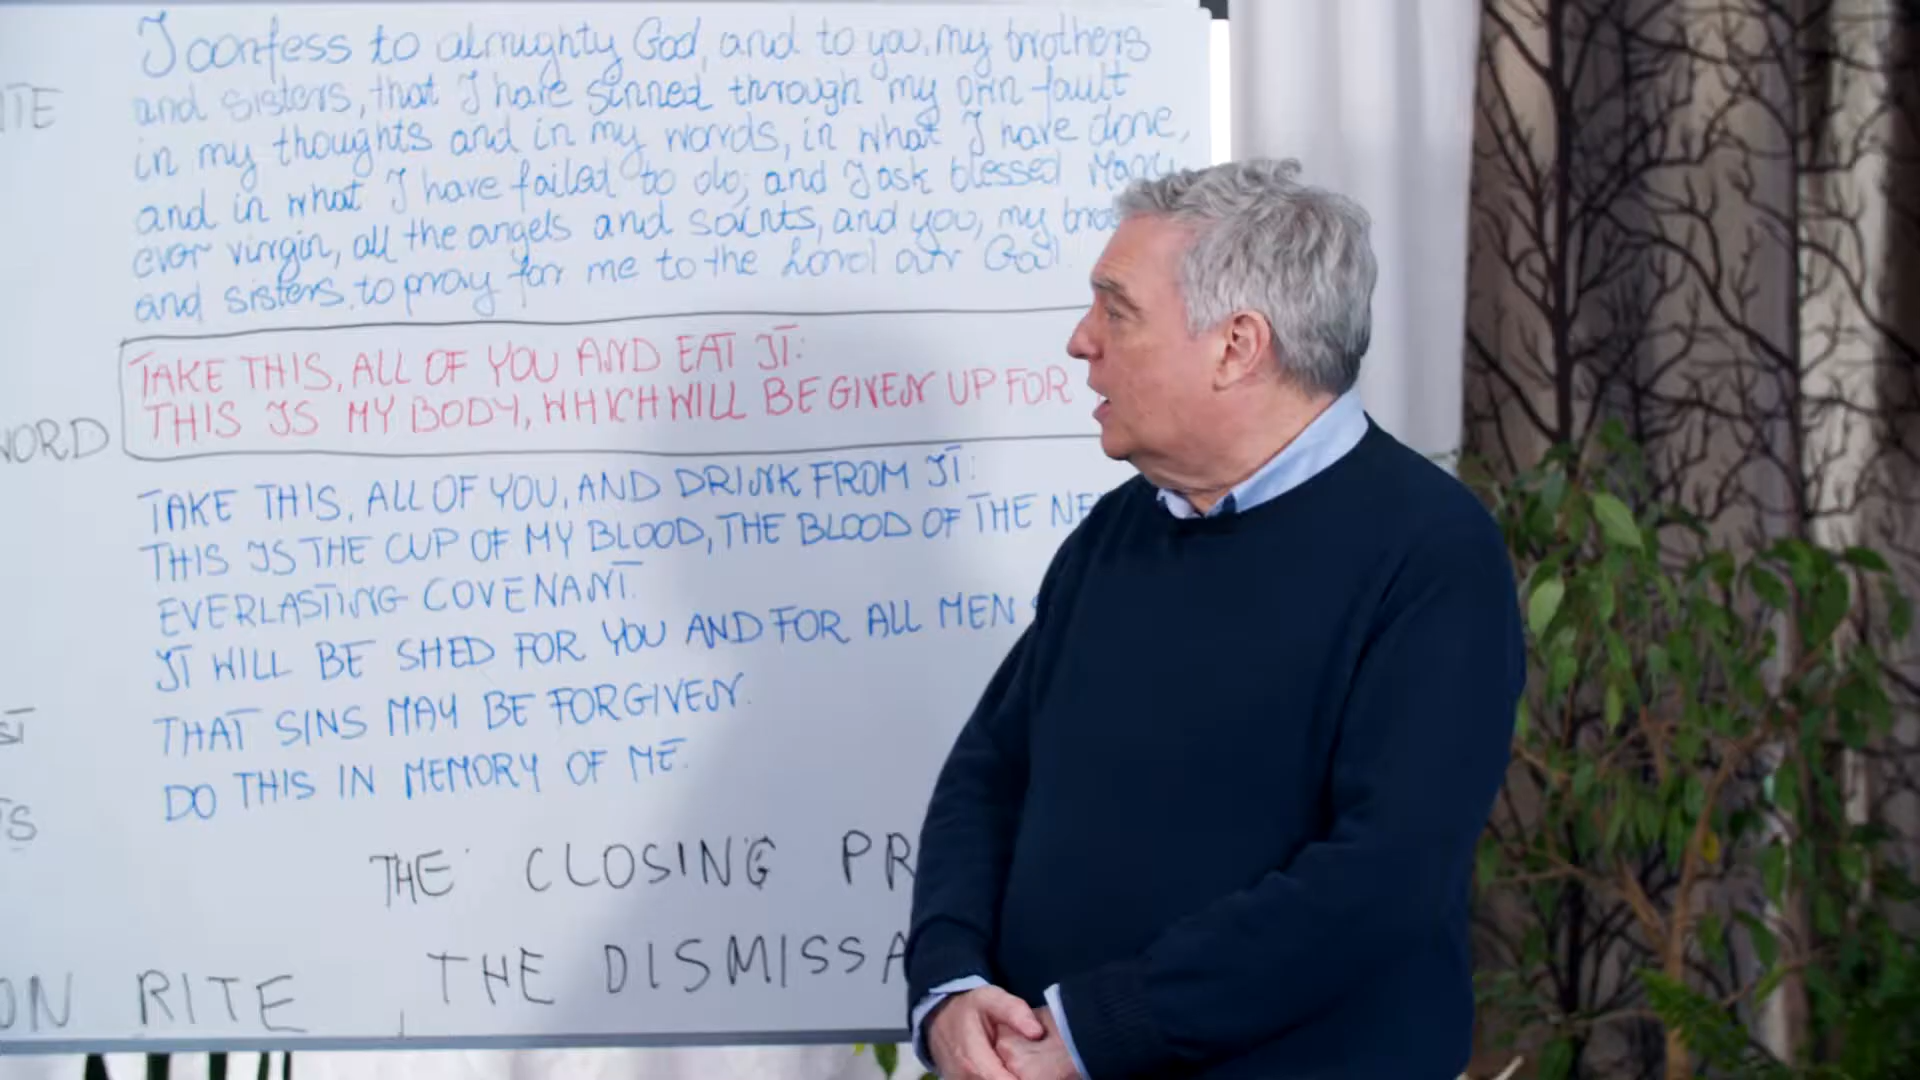 I confess to almighty God, and to you, my brothers
and sisters, that I have sinned through my own fault
in my thoughts and in my words, in what I have done,
and in what I have failed to do; and I ask blessed Mary,
ever virgin, all the angels and saints, and you, my bro
and sisters, to pray for me to the Lord our God.
ITE
TAKE THIS, ALL OF YOU AND EAT IT:
THIS IS MY BODY, WHICH WILL BE GIVEN UP FOR
WORD
TAKE THIS, ALL OF YOU, AND DRINK FROM IT:
THIS IS THE CUP OF MY BLOOD, THE BLOOD OF THE NE
EVERLASTING COVENANT.
IT WILL BE SHED FOR YOU AND FOR ALL MEN
THAT SINS MAY BE FORGIVEN.
DO THIS IN MEMORY OF ME.
ST
TS
THE CLOSING PR
ON RITE, THE DISMISSA